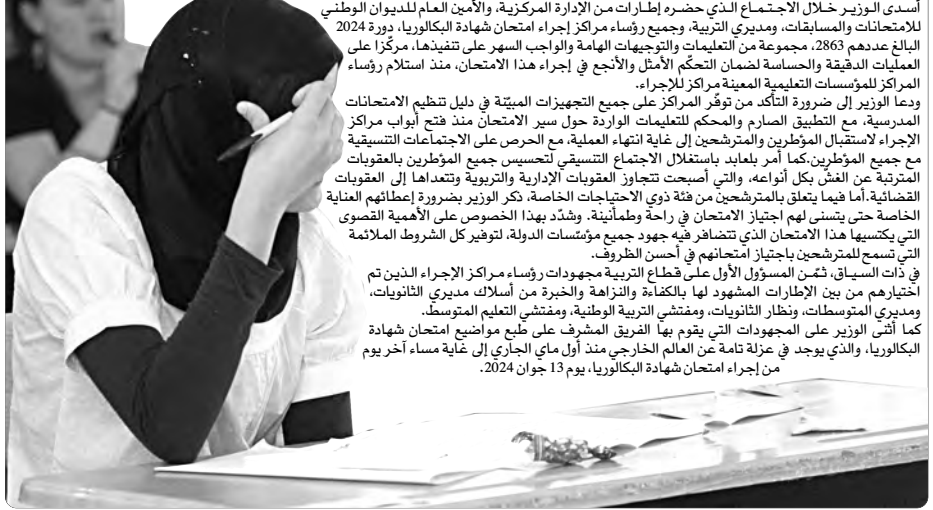 أسدى الوزير خلال الاجتماع الذي حضره إطارات من الإدارة المركزية، والأمين العام للديوان الوطني
للامتحانات والمسابقات، ومديري التربية، وجميع رؤساء مراكز إجراء امتحان شهادة البكالوريا، دورة 2024
البالغ عددهم 2863، مجموعة من التعليمات والتوجيهات الهامة والواجب السهر على تنفيذها، مركّزا على
العمليات الدقيقة والحساسة لضمان التحكّم الأمثل والأنجع في إجراء هذا الامتحان، منذ استلام رؤساء
المراكز للمؤسسات التعليمية المعينة مراكز للإجراء.
ودعا الوزير إلى ضرورة التأكد من توفّر المراكز على جميع التجهيزات المبيّنة في دليل تنظيم الامتحانات
المدرسية، مع التطبيق الصارم والمحكم للتعليمات الواردة حول سير الامتحان منذ فتح أبواب مراكز
الإجراء لاستقبال المؤطرين والمترشحين إلى غاية انتهاء العملية، مع الحرص على الاجتماعات التنسيقية
مع جميع المؤطرين.كما أمر بلعابد باستغلال الاجتماع التنسيقي لتحسيس جميع المؤطرين بالعقوبات
المترتبة عن الغشّ بكل أنواعه، والتي أصبحت تتجاوز العقوبات الإدارية والتربوية وتتعداها إلى العقوبات
القضائية.أما فيما يتعلق بالمترشحين من فئة ذوي الاحتياجات الخاصة، ذكر الوزير بضرورة إعطائهم العناية
الخاصة حتى يتسنى لهم اجتياز الامتحان في راحة وطمأنينة. وشدّد بهذا الخصوص على الأهمية القصوى
التي يكتسيها هذا الامتحان الذي تتضافر فيه جهود جميع مؤسّسات الدولة، لتوفير كل الشروط الملائمة
التي تسمح للمترشحين باجتياز امتحانهم في أحسن الظروف.
في ذات السياق، ثمّن المسؤول الأول على قطاع التربية مجهودات رؤساء مراكز الإجراء الذين تم
اختيارهم من بين الإطارات المشهود لها بالكفاءة والنزاهة والخبرة من أسلاك مديري الثانويات،
ومديري المتوسطات، ونظار الثانويات، ومفتشي التربية الوطنية، ومفتشي التعليم المتوسط.
كما أثنى الوزير على المجهودات التي يقوم بها الفريق المشرف على طبع مواضيع امتحان شهادة
البكالوريا، والذي يوجد في عزلة تامة عن العالم الخارجي منذ أول ماي الجاري إلى غاية مساء آخر يوم
من إجراء امتحان شهادة البكالوريا، يوم 13 جوان 2024.